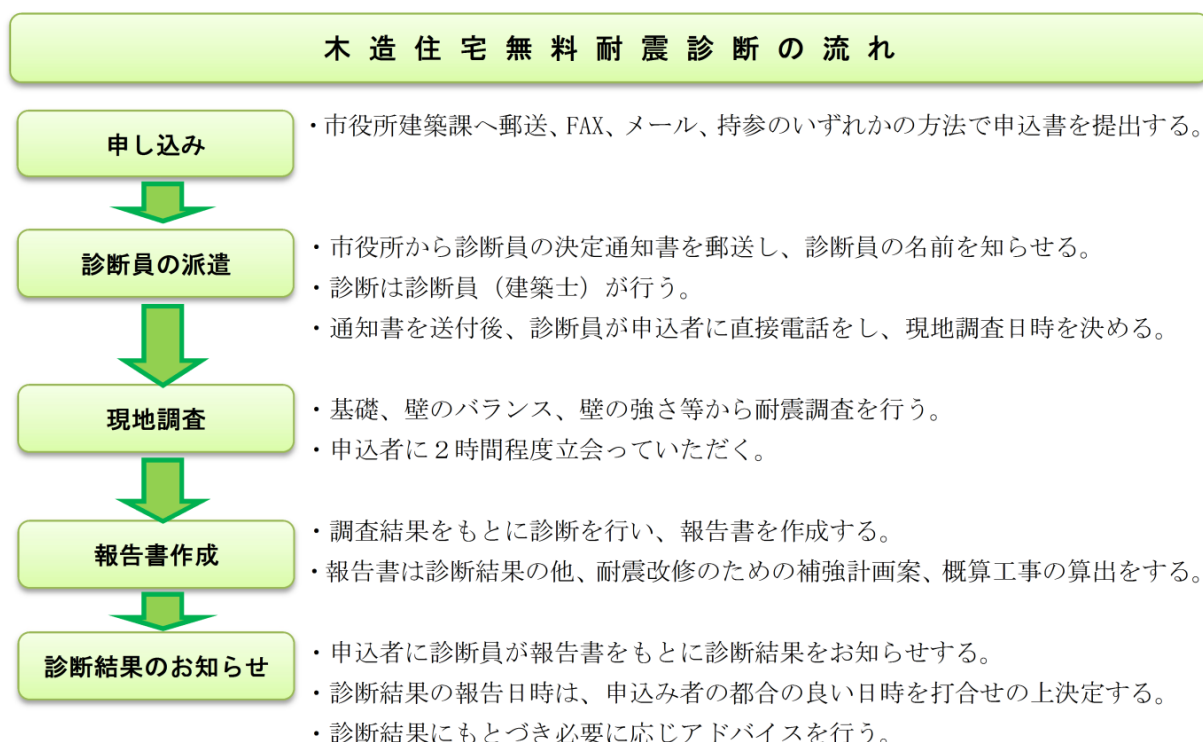 木造住宅無料耐震診断の流れ
申し込み
・市役所建築課へ郵送、FAX、メール、持参のいずれかの方法で申込書を提出する。
診断員の派遣
・市役所から診断員の決定通知書を郵送し、診断員の名前を知らせる。
・診断は診断員（建築士）が行う。
・通知書を送付後、診断員が申込者に直接電話をし、現地調査日時を決める。
現地調査
・基礎、壁のバランス、壁の強さ等から耐震調査を行う。
・申込者に２時間程度立会っていただく。
報告書作成
・調査結果をもとに診断を行い、報告書を作成する。
・報告書は診断結果の他、耐震改修のための補強計画案、概算工事の算出をする。
診断結果のお知らせ
・申込者に診断員が報告書をもとに診断結果をお知らせする。
・診断結果の報告日時は、申込み者の都合の良い日時を打合せの上決定する。
・診断結果にもとづき必要に応じアドバイスを行う。